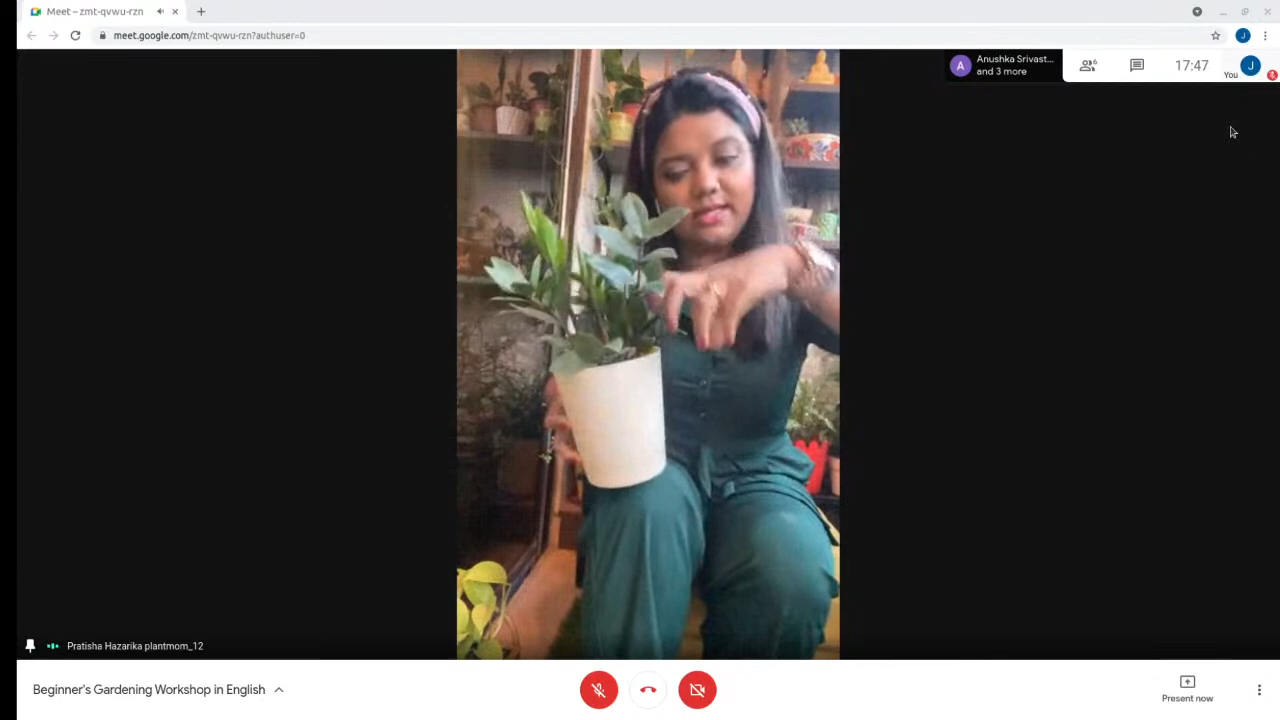 Meet – zmt-qvwu-rzn
meet.google.com/zmt-qvwu-rzn?authuser=0
J
A
Anushka Srivast...
and 3 more
6
17:47
You
J
Pratisha Hazarika plantmom_12
Beginner's Gardening Workshop in English
Present now